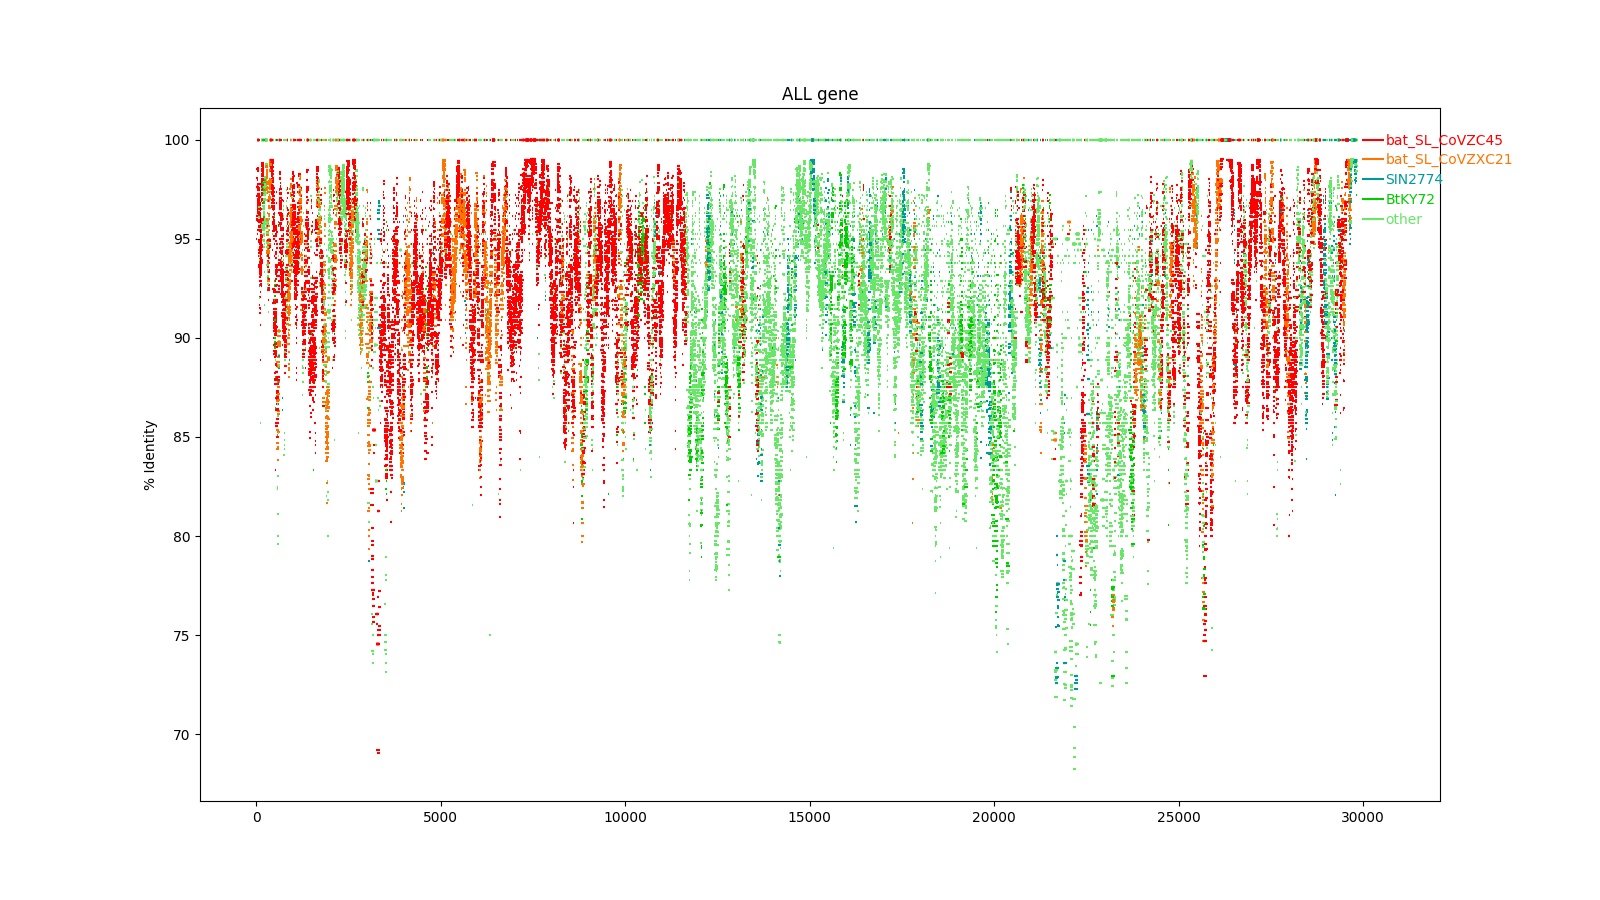 ALL gene
100
95
90
85
80
75
70
% Identity
0
5000
10000
15000
20000
25000
30000
bat_SL_CoVZC45
bat_SL_CoVZXC21
SIN2774
BtKY72
other